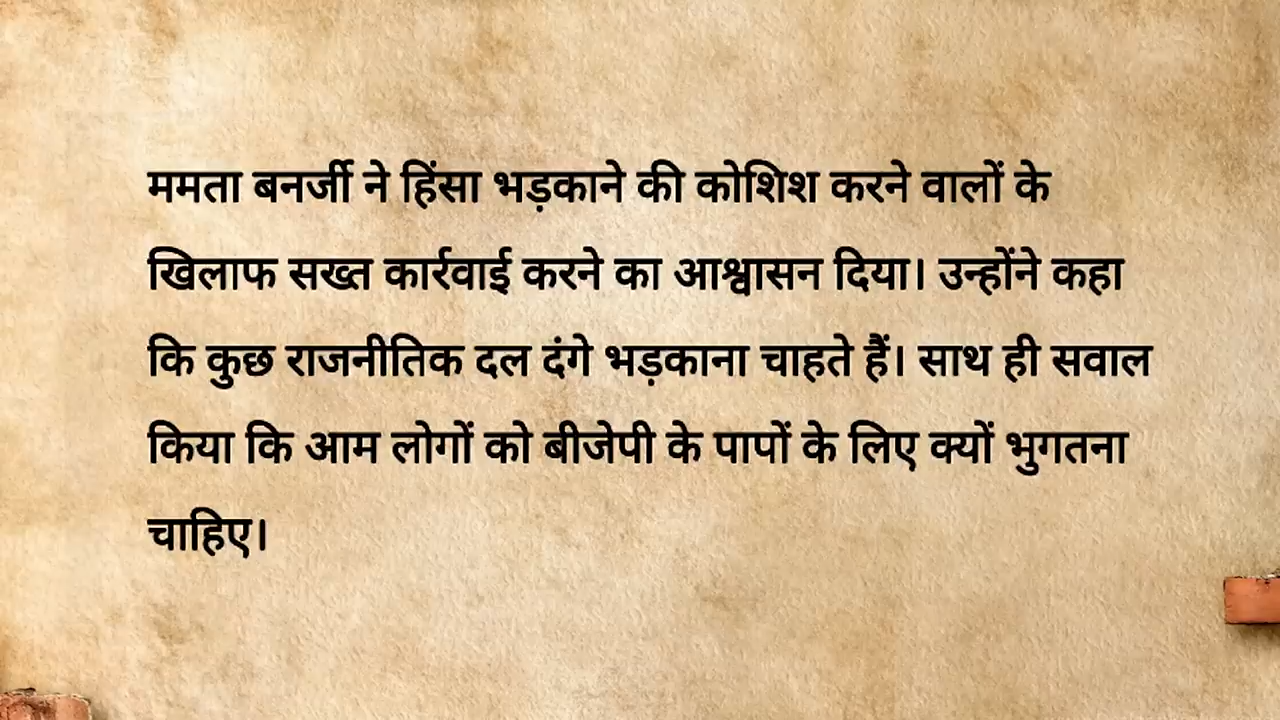 ममता बनर्जी ने हिंसा भड़काने की कोशिश करने वालों के
खिलाफ सख्त कार्रवाई करने का आश्वासन दिया। उन्होंने कहा
कि कुछ राजनीतिक दल दंगे भड़काना चाहते हैं। साथ ही सवाल
किया कि आम लोगों को बीजेपी के पापों के लिए क्यों भुगतना
चाहिए।